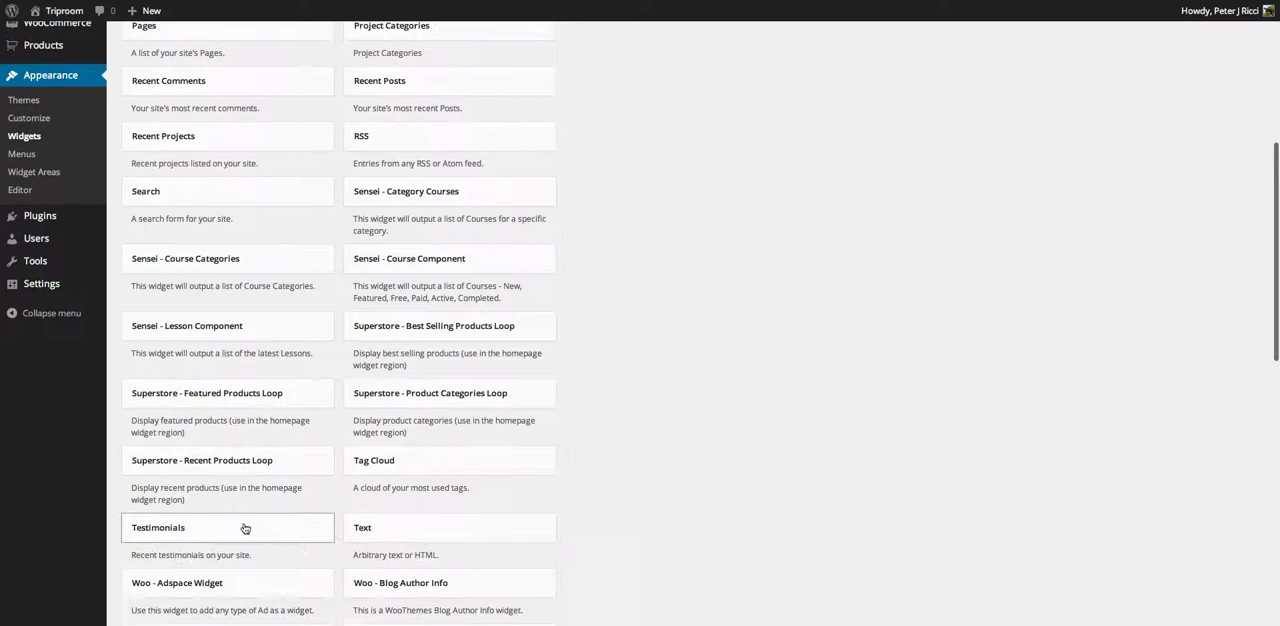 Triproom
0
New
Howdy, Peter J Ricci
WooCommerce
Products
Appearance
Themes
Customize
Widgets
Menus
Widget Areas
Editor
Plugins
Users
Tools
Settings
Collapse menu
Pages
A list of your site's Pages.
Project Categories
Project Categories
Recent Comments
Your site's most recent comments.
Recent Posts
Your site's most recent Posts.
Recent Projects
Recent projects listed on your site.
RSS
Entries from any RSS or Atom feed.
Search
A search form for your site.
Sensei - Category Courses
This widget will output a list of Courses for a specific
category.
Sensei - Course Categories
This widget will output a list of Course Categories.
Sensei - Course Component
This widget will output a list of Courses - New,
Featured, Free, Paid, Active, Completed.
Sensei - Lesson Component
This widget will output a list of the latest Lessons.
Superstore - Best Selling Products Loop
Display best selling products (use in the homepage
widget region)
Superstore - Featured Products Loop
Display featured products (use in the homepage
widget region)
Superstore - Product Categories Loop
Display product categories (use in the homepage
widget region)
Superstore - Recent Products Loop
Display recent products (use in the homepage
widget region)
Tag Cloud
A cloud of your most used tags.
Testimonials
Recent testimonials on your site.
Text
Arbitrary text or HTML.
Woo - Adspace Widget
Use this widget to add any type of Ad as a widget.
Woo - Blog Author Info
This is a WooThemes Blog Author Info widget.